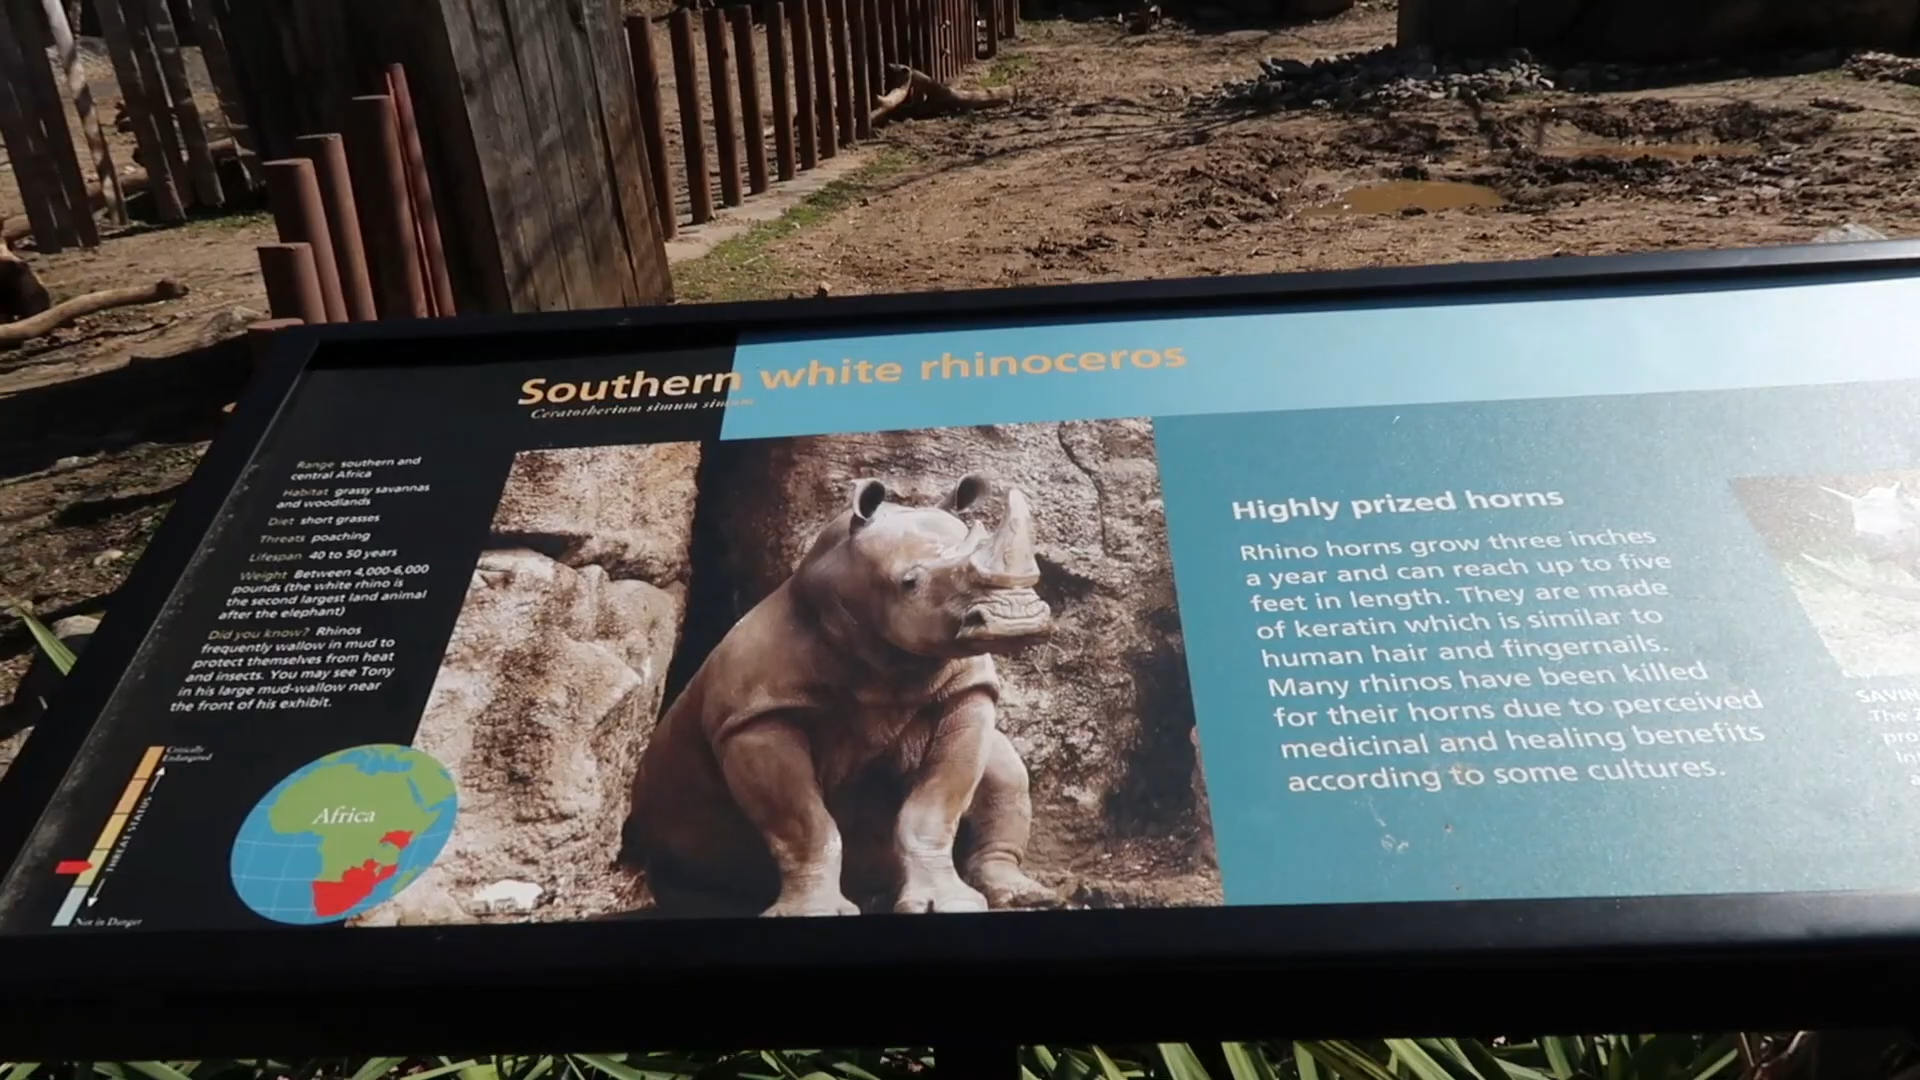 Southern white rhinoceros
Ceratotherium simum simum
Range southern and
central Africa
Habitat grassy savannas
and woodlands
Diet short grasses
Threats poaching
Lifespan 40 to 50 years
Weight Between 4,000-6,000
pounds (the white rhino is
the second largest land animal
after the elephant)
Did you know? Rhinos
frequently wallow in mud to
protect themselves from heat
and insects. You may see Tony
in his large mud-wallow near
the front of his exhibit.
Critically
Endangered
THREAT STATUS
Not in Danger
Africa
Highly prized horns
Rhino horns grow three inches
a year and can reach up to five
feet in length. They are made
of keratin which is similar to
human hair and fingernails.
Many rhinos have been killed
for their horns due to perceived
medicinal and healing benefits
according to some cultures.
The